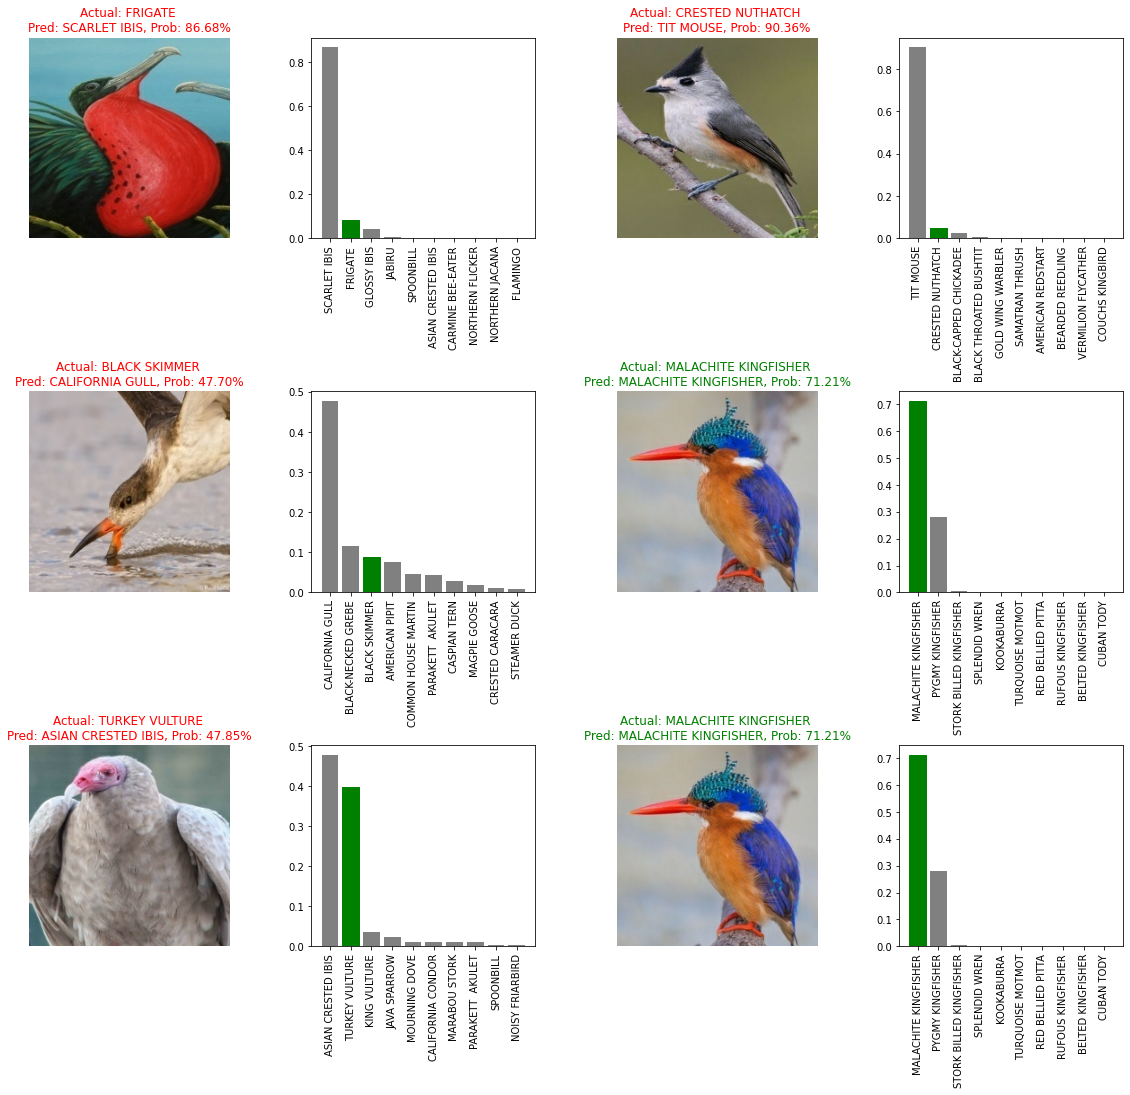 Actual: FRIGATE
Pred: SCARLET IBIS, Prob: 86.68%
0.8
0.6
0.4
0.2
0.0
SCARLET IBIS
FRIGATE
GLOSSY IBIS
JABIRU
SPOONBILL
ASIAN CRESTED IBIS
CARMINE BEE-EATER
NORTHERN FLICKER
NORTHERN JACANA
FLAMINGO
Actual: CRESTED NUTHATCH
Pred: TIT MOUSE, Prob: 90.36%
0.8
0.6
0.4
0.2
0.0
TIT MOUSE
CRESTED NUTHATCH
BLACK-CAPPED CHICKADEE
BLACK THROATED BUSHTIT
GOLD WING WARBLER
SAMATRAN THRUSH
AMERICAN REDSTART
BEARDED REEDLING
VERMILION FLYCATHER
COUCHS KINGBIRD
Actual: BLACK SKIMMER
Pred: CALIFORNIA GULL, Prob: 47.70%
0.5
0.4
0.3
0.2
0.1
0.0
CALIFORNIA GULL
BLACK-NECKED GREBE
BLACK SKIMMER
AMERICAN PIPIT
COMMON HOUSE MARTIN
PARAKETT  AKULET
CASPIAN TERN
MAGPIE GOOSE
CRESTED CARACARA
STEAMER DUCK
Actual: MALACHITE KINGFISHER
Pred: MALACHITE KINGFISHER, Prob: 71.21%
0.7
0.6
0.5
0.4
0.3
0.2
0.1
0.0
MALACHITE KINGFISHER
PYGMY KINGFISHER
STORK BILLED KINGFISHER
SPLENDID WREN
KOOKABURRA
TURQUOISE MOTMOT
RED BELLIED PITTA
RUFOUS KINGFISHER
BELTED KINGFISHER
CUBAN TODY
Actual: TURKEY VULTURE
Pred: ASIAN CRESTED IBIS, Prob: 47.85%
0.5
0.4
0.3
0.2
0.1
0.0
ASIAN CRESTED IBIS
TURKEY VULTURE
KING VULTURE
JAVA SPARROW
MOURNING DOVE
CALIFORNIA CONDOR
MARABOU STORK
PARAKETT  AKULET
SPOONBILL
NOISY FRIARBIRD
Actual: MALACHITE KINGFISHER
Pred: MALACHITE KINGFISHER, Prob: 71.21%
0.7
0.6
0.5
0.4
0.3
0.2
0.1
0.0
MALACHITE KINGFISHER
PYGMY KINGFISHER
STORK BILLED KINGFISHER
SPLENDID WREN
KOOKABURRA
TURQUOISE MOTMOT
RED BELLIED PITTA
RUFOUS KINGFISHER
BELTED KINGFISHER
CUBAN TODY